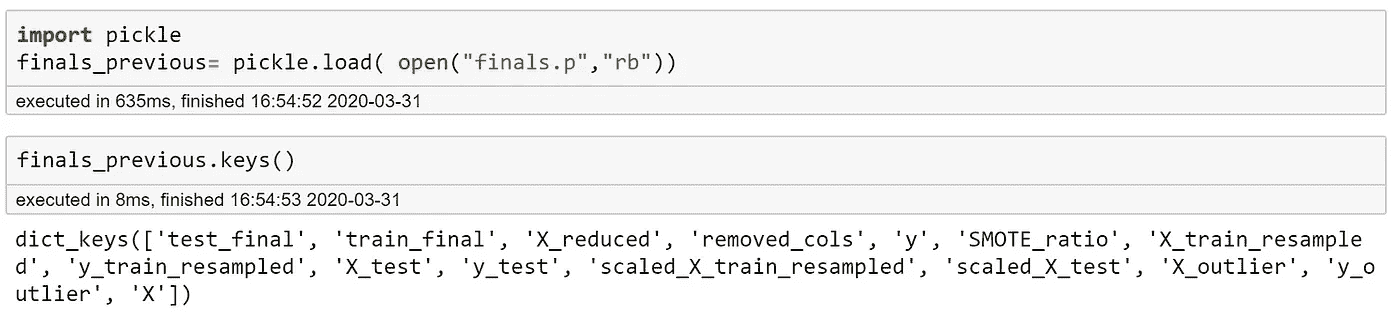 import pickle
finals_previous= pickle.load( open("finals.p","rb"))
executed in 635ms, finished 16:54:52 2020-03-31
finals_previous.keys()
executed in 8ms, finished 16:54:53 2020-03-31
dict_keys(['test_final', 'train_final', 'X_reduced', 'removed_cols', 'y', 'SMOTE_ratio', 'X_train_resample
d', 'y_train_resampled', 'X_test', 'y_test', 'scaled_X_train_resampled', 'scaled_X_test', 'X_outlier', 'y_o
utlier', 'X'])